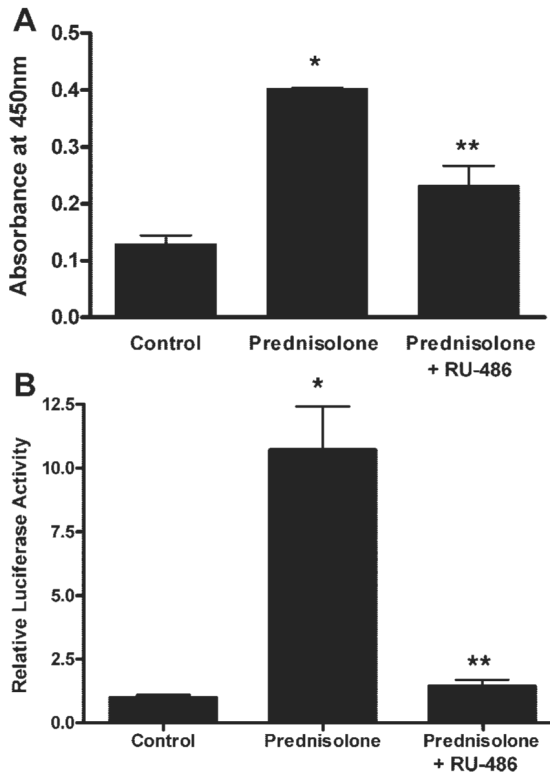 A
Absorbance at 450nm
0.5
0.4
0.3
0.2
0.1
0.0
*
**
Control
Prednisolone
Prednisolone
+ RU-486
B
Relative Luciferase Activity
12.5
10.0
7.5
5.0
2.5
0.0
*
**
Control
Prednisolone
Prednisolone
+ RU-486